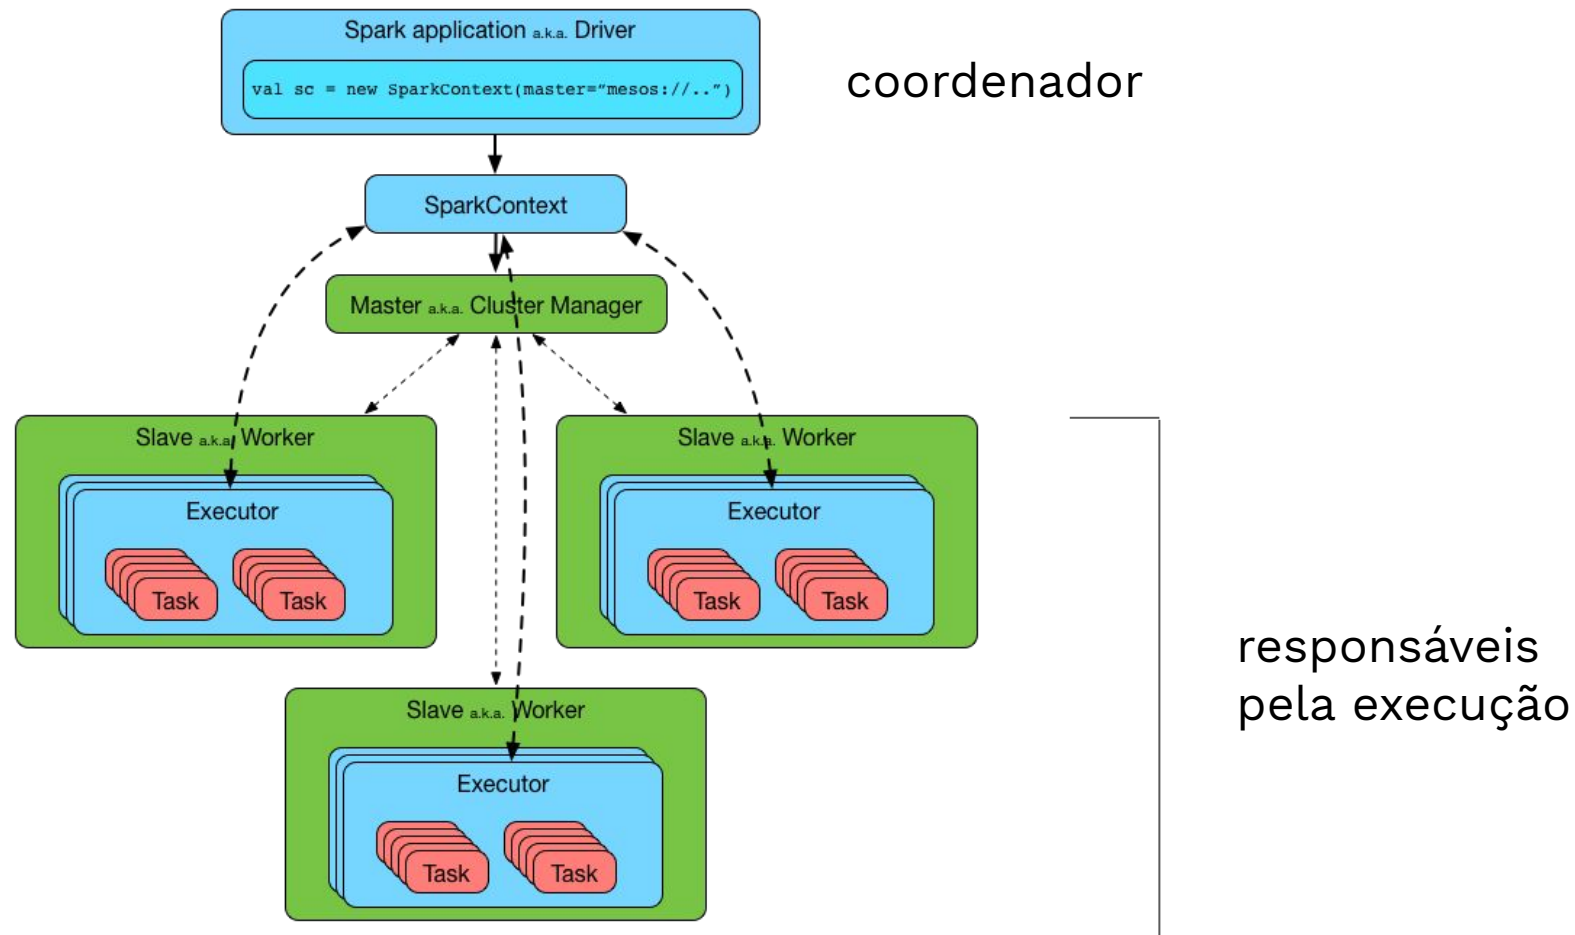 Spark application a.k.a. Driver
val sc = new SparkContext(master="mesos://..")
coordenador
SparkContext
Master a.k.a. Cluster Manager
Slave a.k.a. Worker
Executor
Task
Task
Slave a.k.a. Worker
Executor
Task
Task
responsáveis
pela execução
Slave a.k.a. Worker
Executor
Task
Task